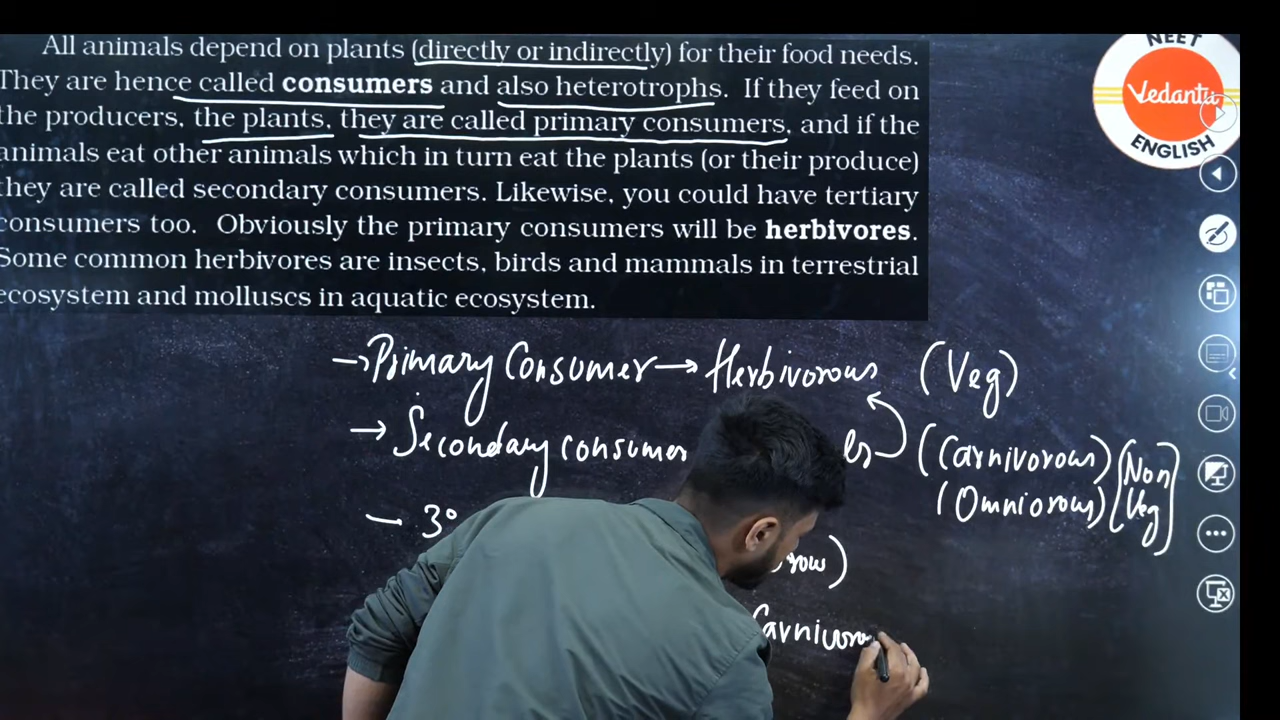 All animals depend on plants (directly or indirectly) for their food needs.
They are hence called consumers and also heterotrophs. If they feed on
the producers, the plants, they are called primary consumers, and if the
animals eat other animals which in turn eat the plants (or their produce)
they are called secondary consumers. Likewise, you could have tertiary
consumers too. Obviously the primary consumers will be herbivores.
Some common herbivores are insects, birds and mammals in terrestrial
ecosystem and molluscs in aquatic ecosystem.
NEET
Vedantu
ENGLISH
→ Primary Consumer → Herbivorous (Veg)
→ Secondary consumer (Carnivorous) [Non
(Omniorous) Veg]
- 3°